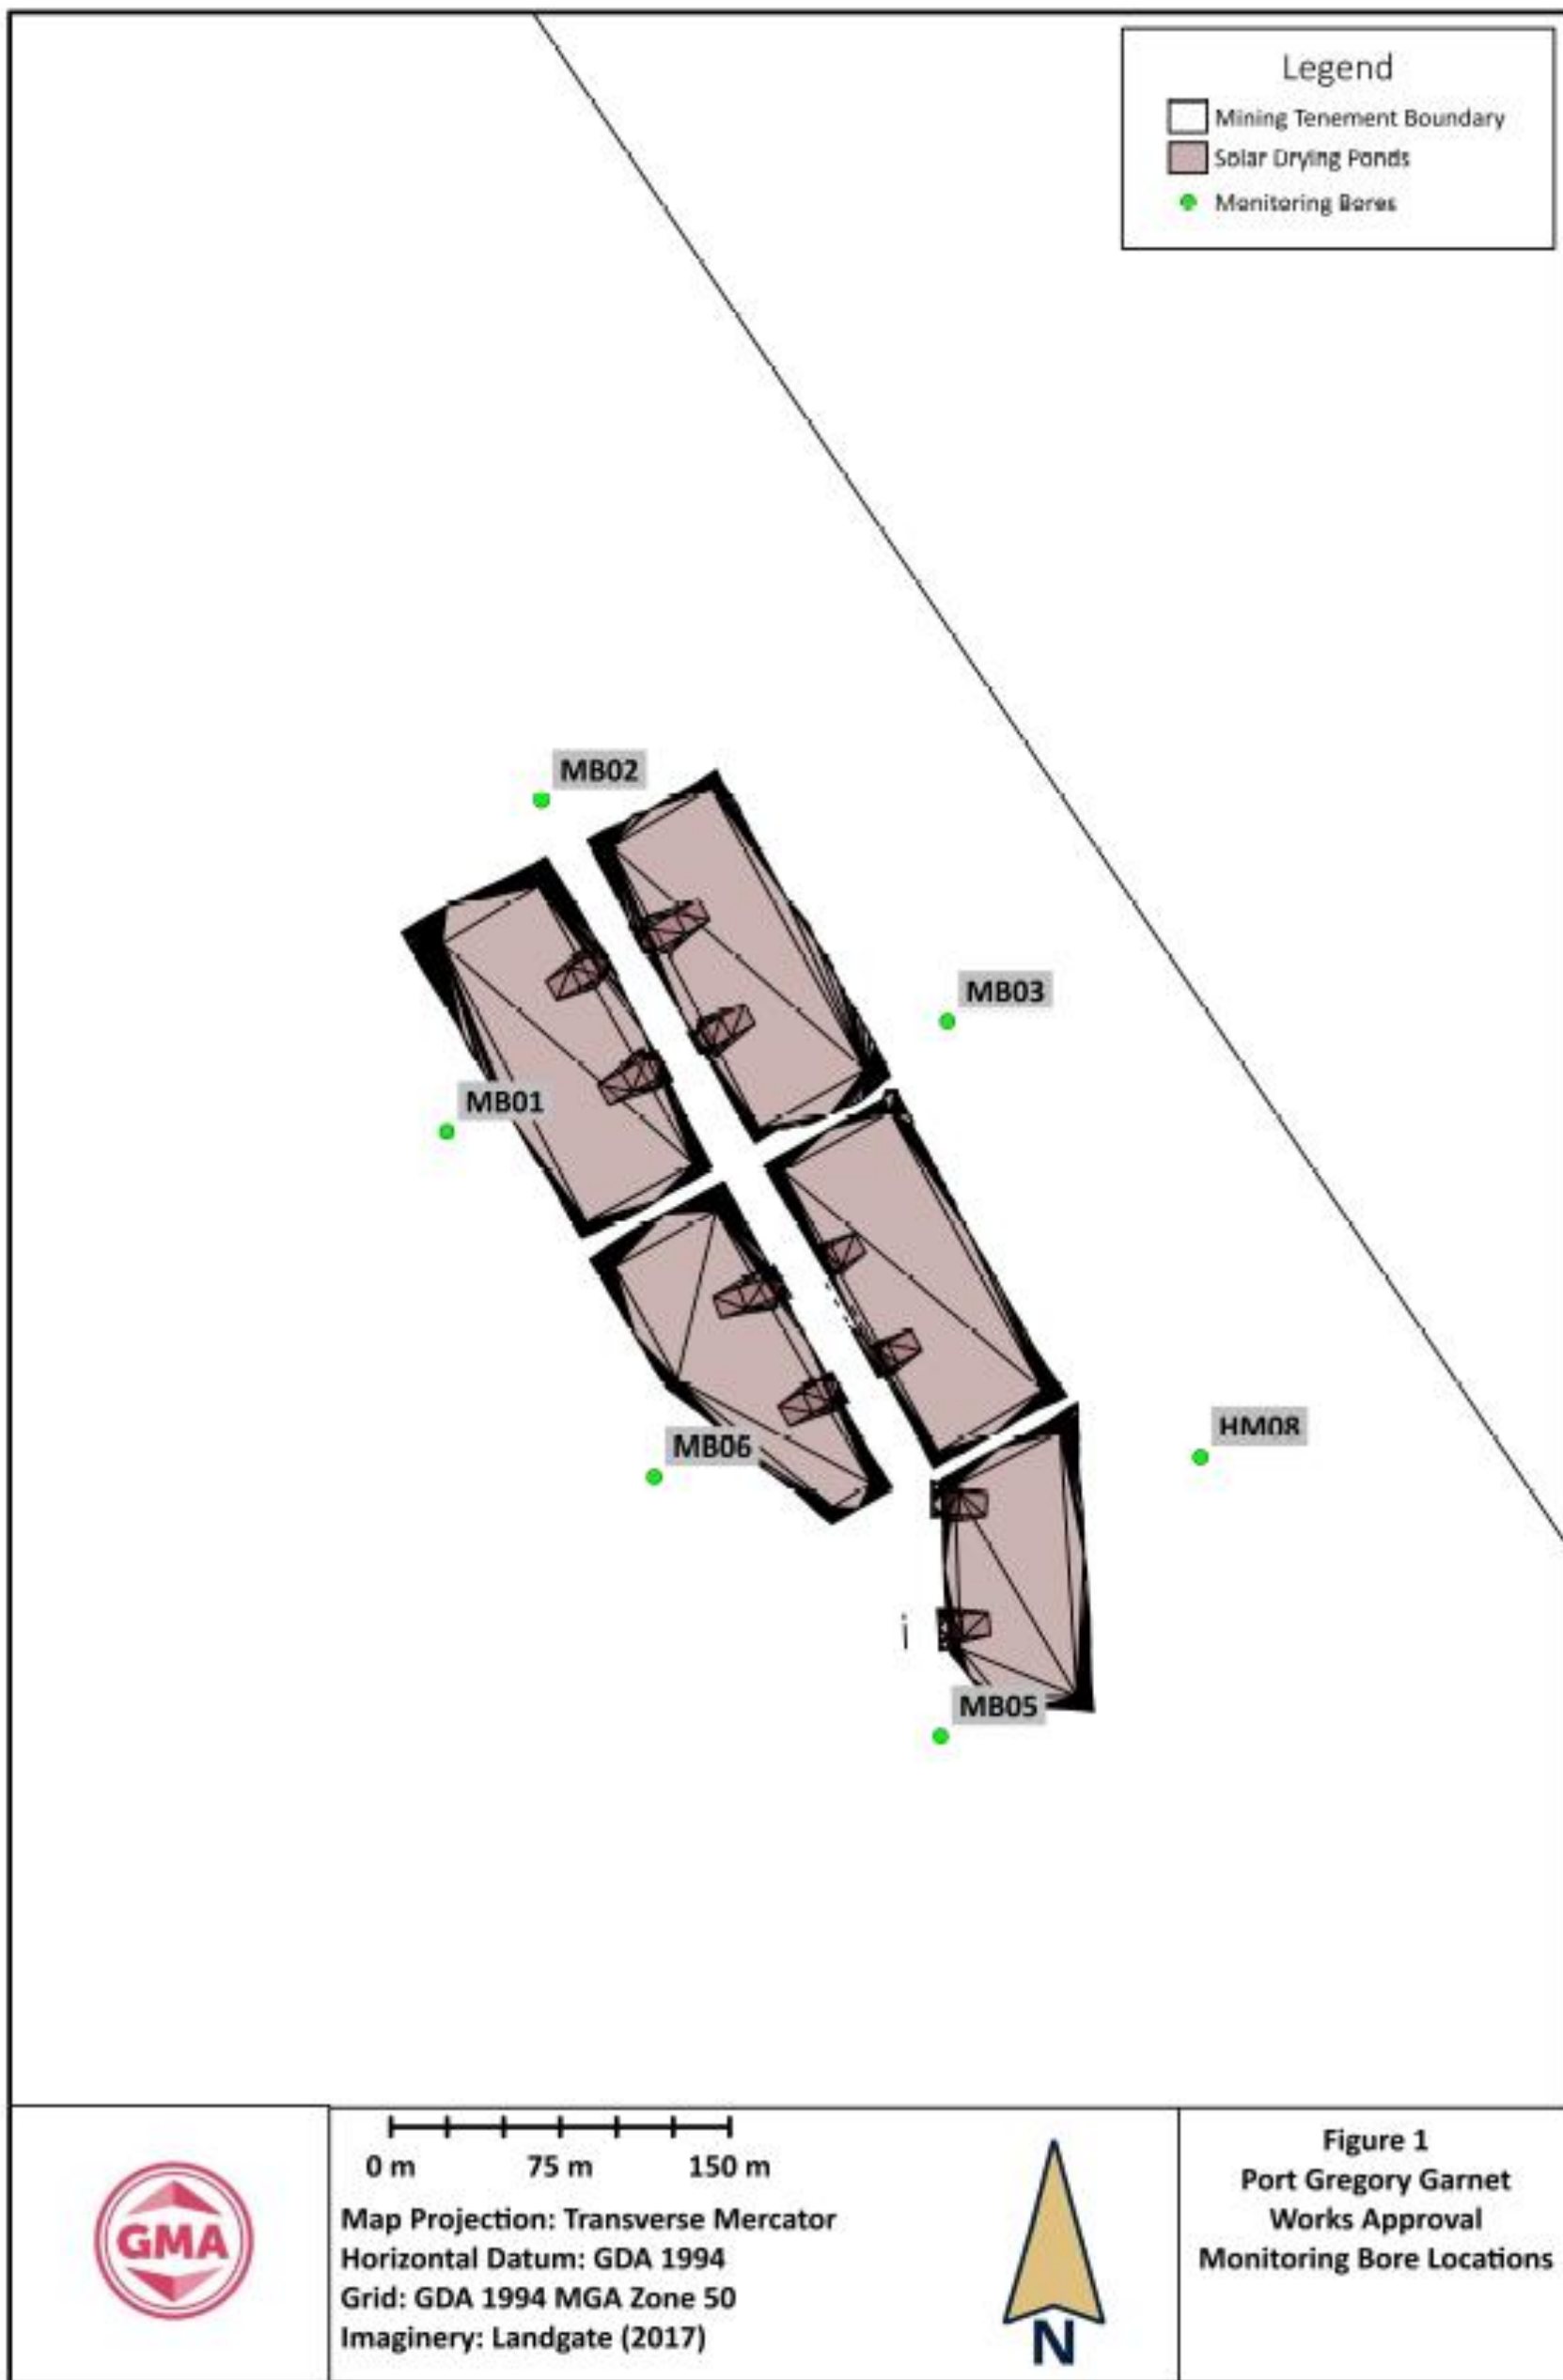 Legend
Mining Tenement Boundary
Solar Drying Ponds
Monitoring Bores
MB02
MB03
MB01
HM08
MB06
MB05
0 m 75 m 150 m
Map Projection: Transverse Mercator
Horizontal Datum: GDA 1994
Grid: GDA 1994 MGA Zone 50
Imaginery: Landgate (2017)
GMA
N
Figure 1
Port Gregory Garnet
Works Approval
Monitoring Bore Locations